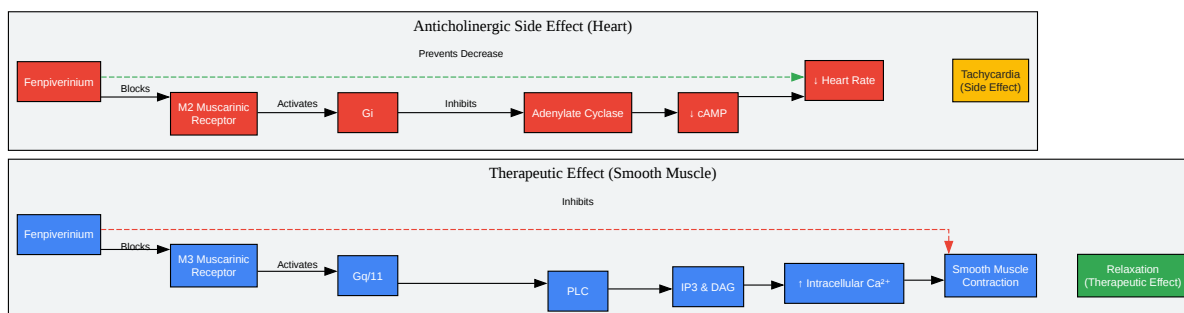 Anticholinergic Side Effect (Heart)
Prevents Decrease
Fenpiverinium
Blocks
M2 Muscarinic
Receptor
Activates
Gi
Inhibits
Adenylate Cyclase
↓ cAMP
↓ Heart Rate
Tachycardia
(Side Effect)
Therapeutic Effect (Smooth Muscle)
Inhibits
Fenpiverinium
Blocks
M3 Muscarinic
Receptor
Activates
Gq/11
PLC
IP3 & DAG
↑ Intracellular Ca²⁺
Smooth Muscle
Contraction
Relaxation
(Therapeutic Effect)